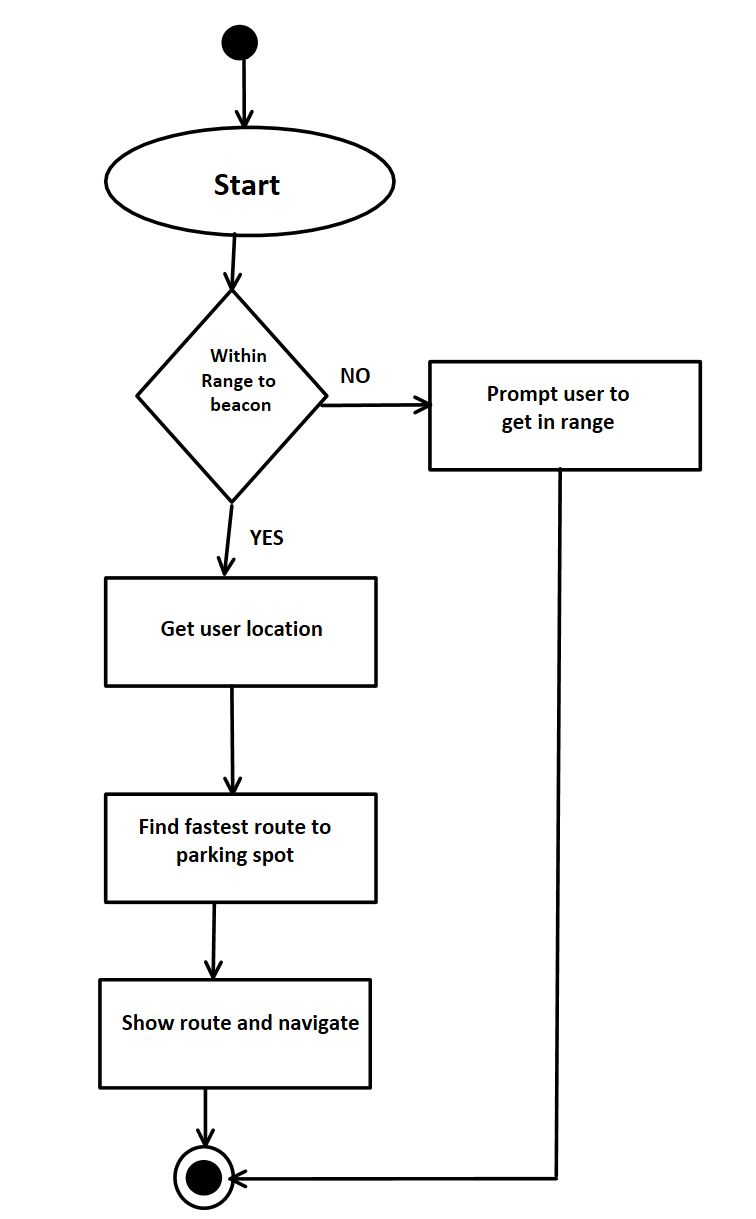 Start
Within
Range to
beacon
NO
Prompt user to
get in range
YES
Get user location
Find fastest route to
parking spot
Show route and navigate